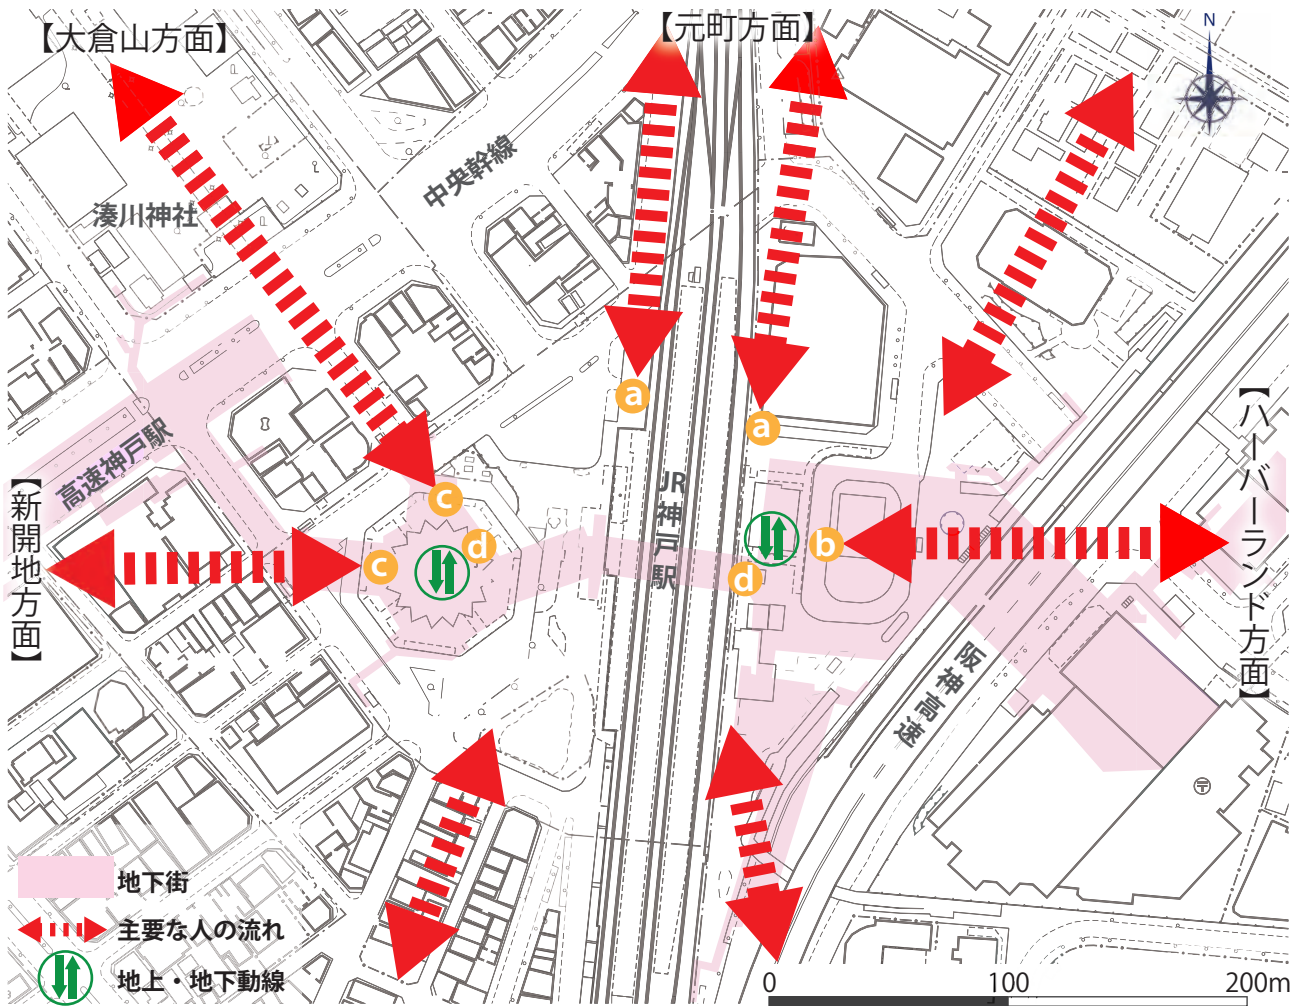 【大倉山方面】
【元町方面】
N
中央幹線
湊川神社
高速神戸駅
【新開地方面】
【ハーバーランド方面】
JR神戸駅
阪神高速
a
a
c
c
d
d
b
地下街
主要な人の流れ
地上・地下動線
0 100 200m